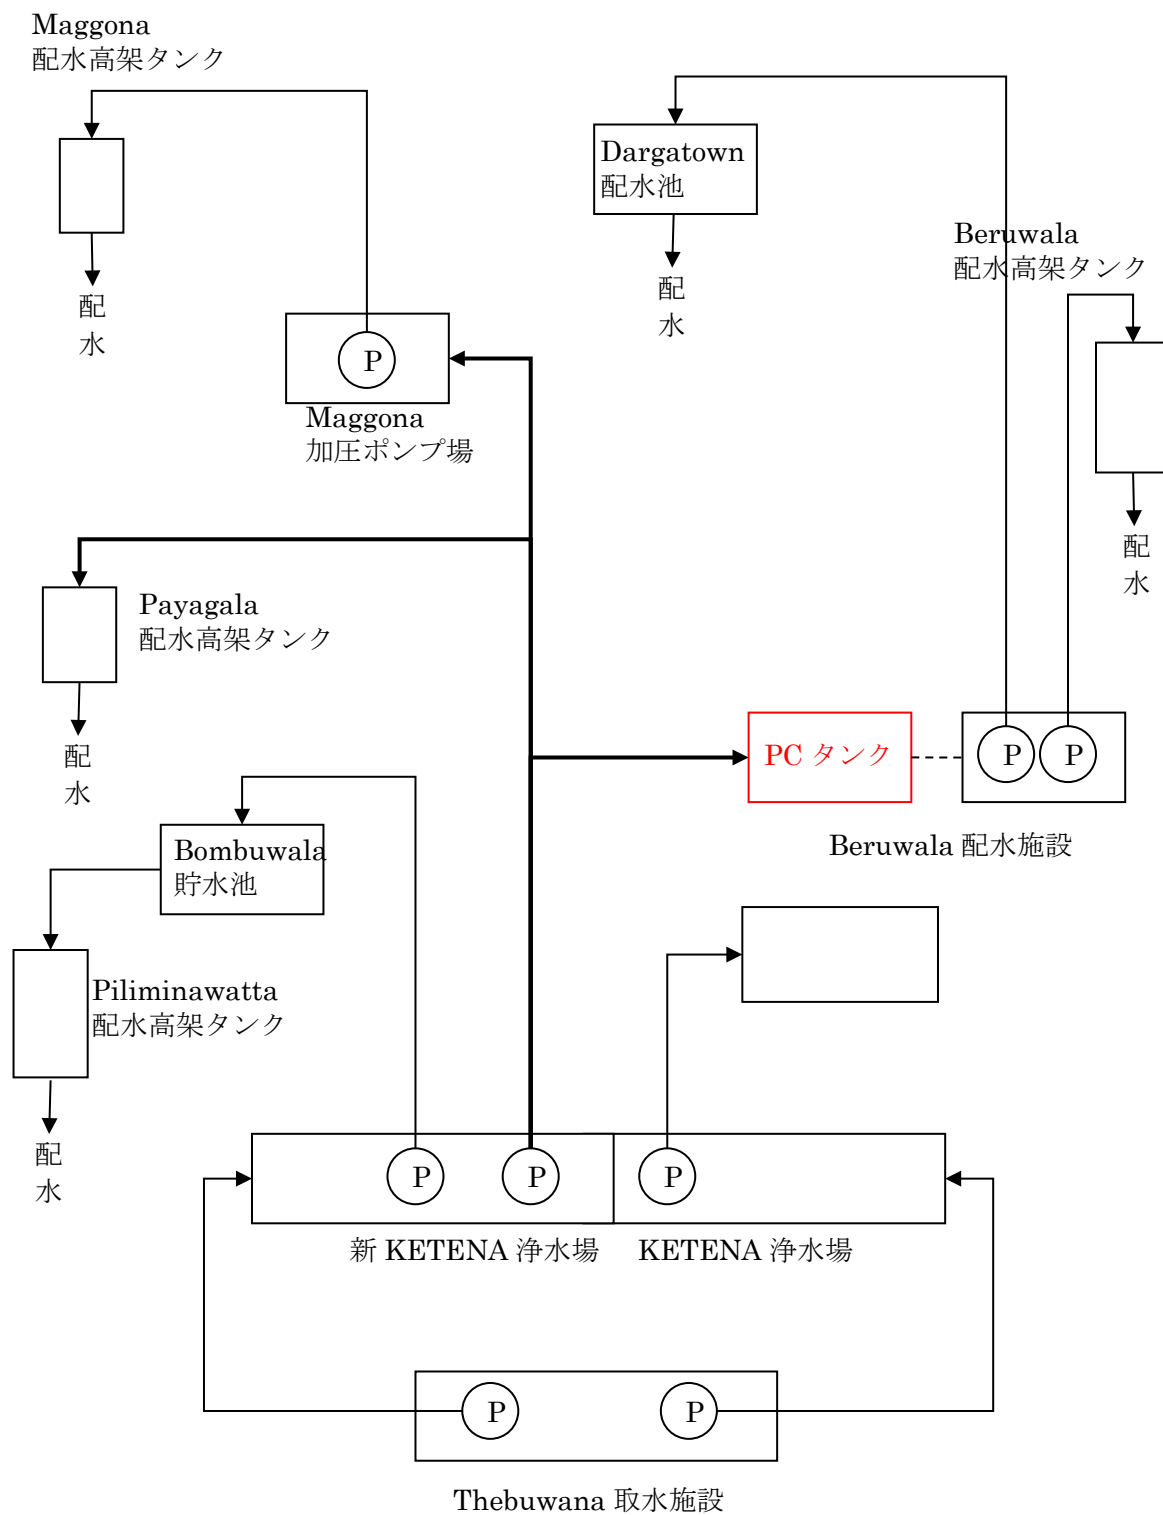 Maggona
配水高架タンク
Dargatown
配水池
Beruwala
配水高架タンク
配
水
配
水
P
Maggona
加圧ポンプ場
配
水
Payagala
配水高架タンク
配
水
PC タンク
P
P
Beruwala 配水施設
Bombuwala
貯水池
Piliminawatta
配水高架タンク
配
水
P
P
P
新 KETENA 浄水場
KETENA 浄水場
P
P
Thebuwana 取水施設